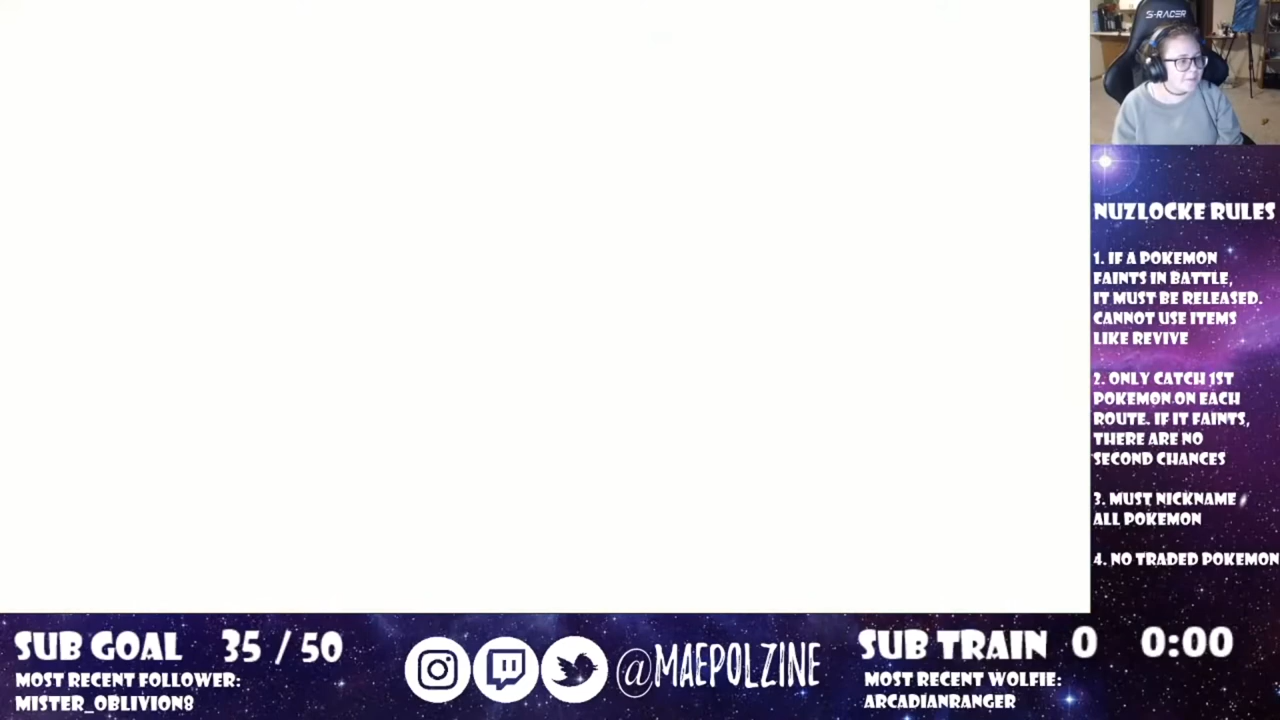 S-RACER
NUZLOCKE RULES
1. IF A POKEMON
FAINTS IN BATTLE,
IT MUST BE RELEASED.
CANNOT USE ITEMS
LIKE REVIVE
2. ONLY CATCH 1ST
POKEMON ON EACH
ROUTE. IF IT FAINTS,
THERE ARE NO
SECOND CHANCES
3. MUST NICKNAME
ALL POKEMON
4. NO TRADED POKEMON
SUB GOAL 35 / 50
MOST RECENT FOLLOWER:
MISTER_OBLIVION8
@MAEPOLZINE
SUB TRAIN 0 0:00
MOST RECENT WOLFIE:
ARCADIANRANGER